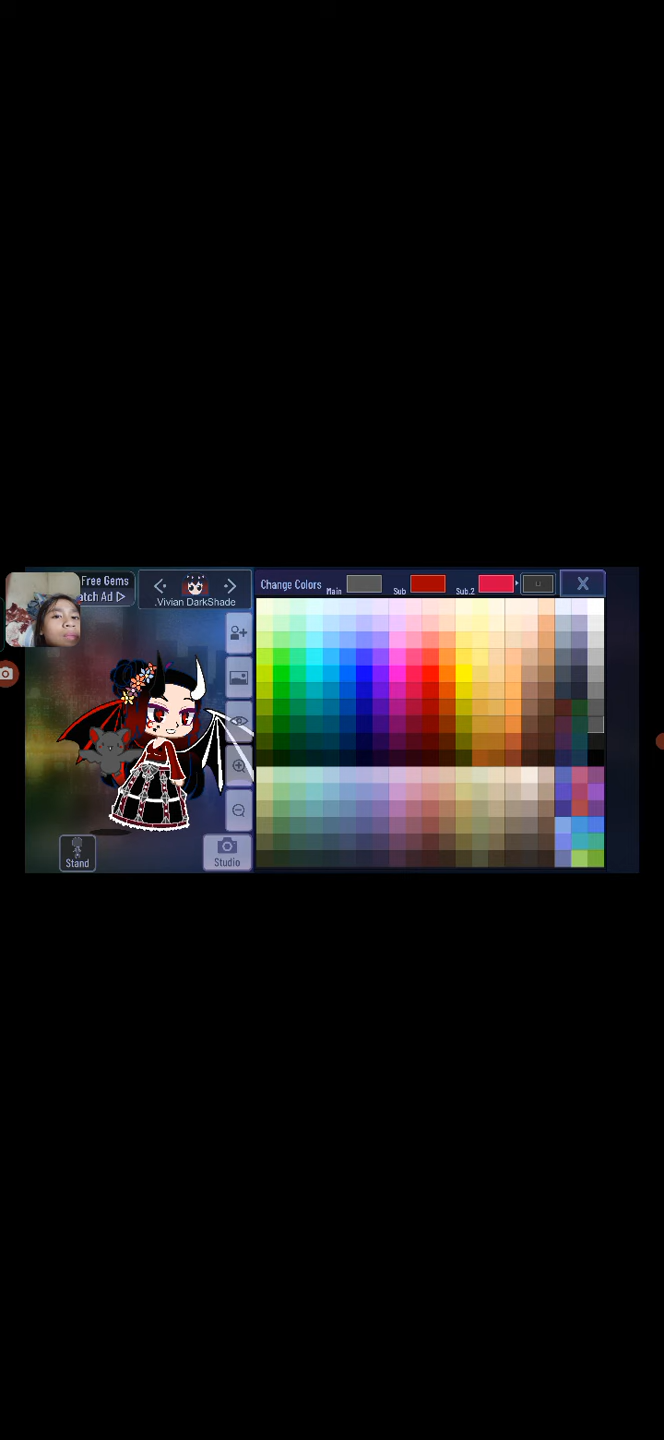 Free Gems
atch Ad
.Vivian DarkShade
Change Colors
Main
Sub
Sub.2
X
Stand
Studio